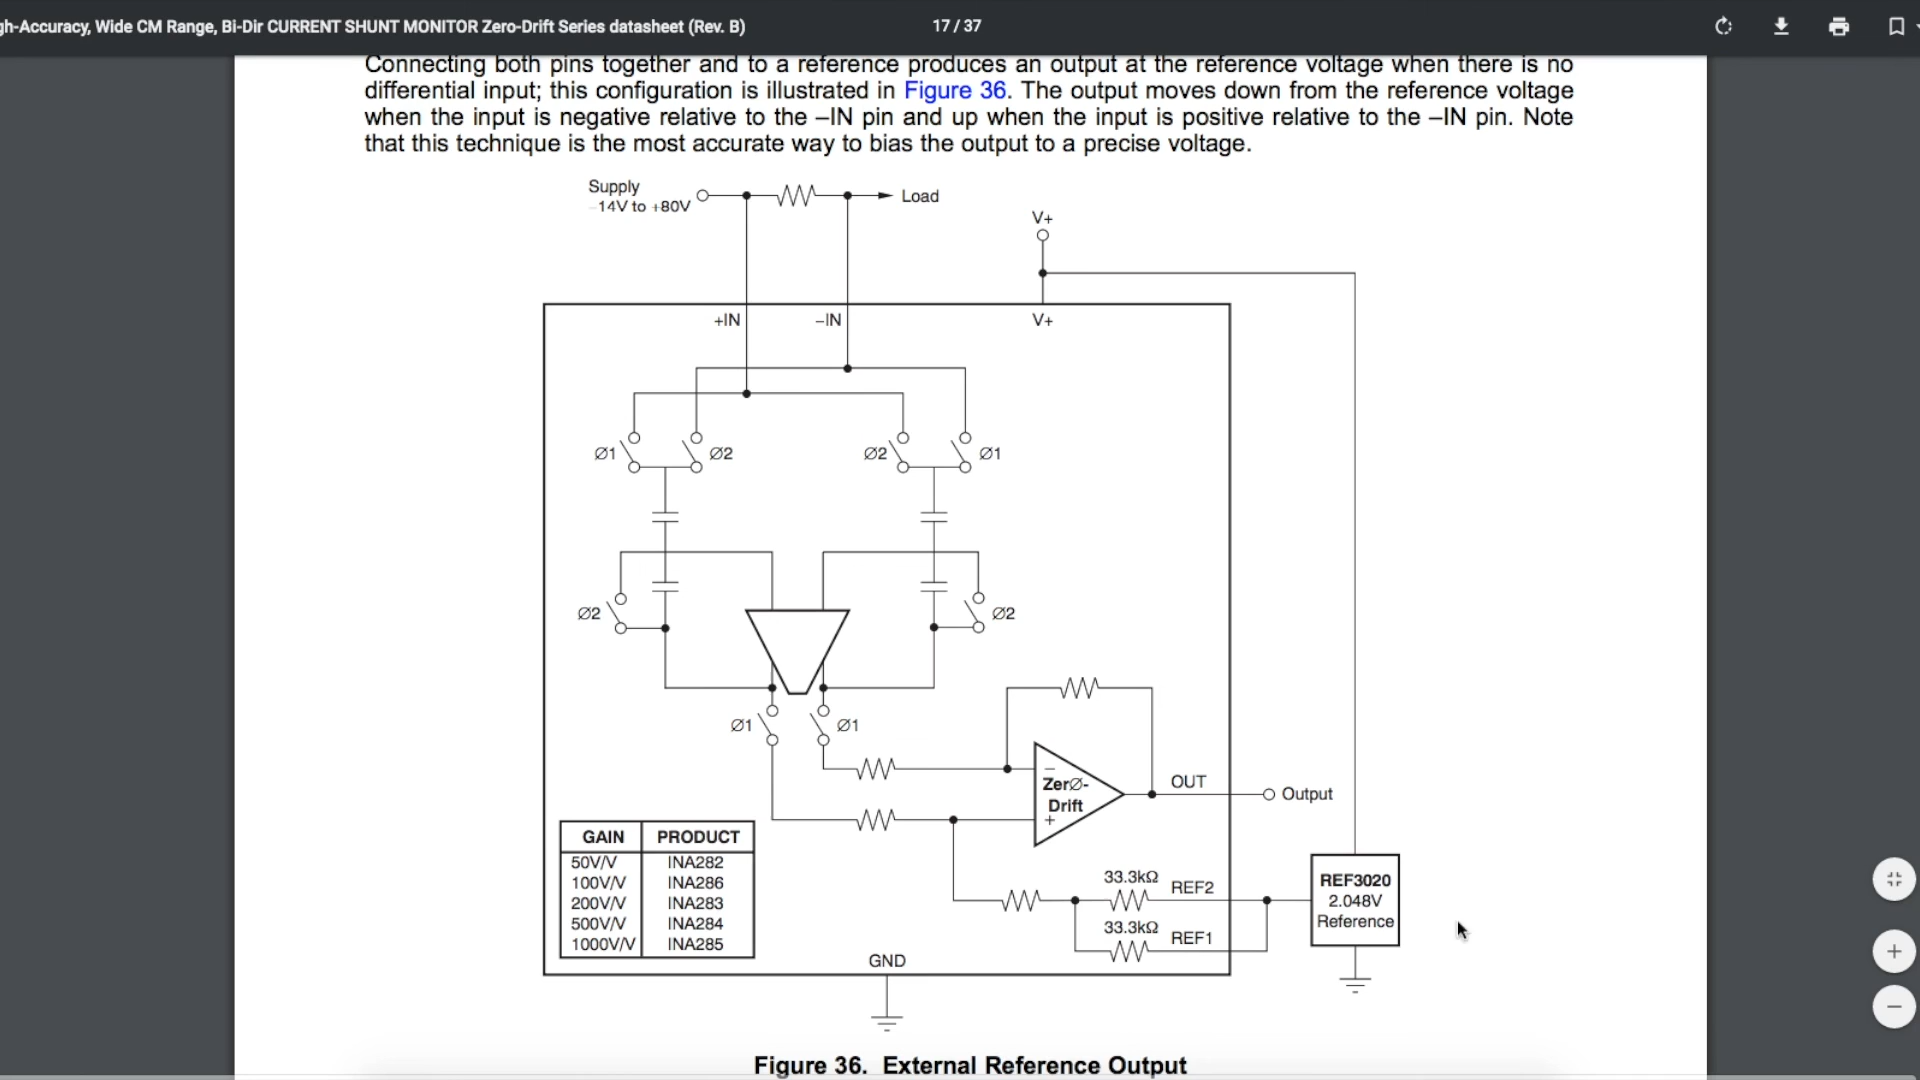 gh-Accuracy, Wide CM Range, Bi-Dir CURRENT SHUNT MONITOR Zero-Drift Series datasheet (Rev. B)
17 / 37
Connecting both pins together and to a reference produces an output at the reference voltage when there is no
differential input; this configuration is illustrated in Figure 36. The output moves down from the reference voltage
when the input is negative relative to the –IN pin and up when the input is positive relative to the –IN pin. Note
that this technique is the most accurate way to bias the output to a precise voltage.
Supply
-14V to +80V
Load
V+
+IN
–IN
V+
Ø1
Ø2
Ø2
Ø1
Ø2
Ø2
Ø1
Ø1
−
ZerØ-
Drift
+
OUT
Output
GAIN PRODUCT
50V/V INA282
100V/V INA286
200V/V INA283
500V/V INA284
1000V/V INA285
33.3kΩ
REF2
33.3kΩ
REF1
REF3020
2.048V
Reference
GND
Figure 36. External Reference Output